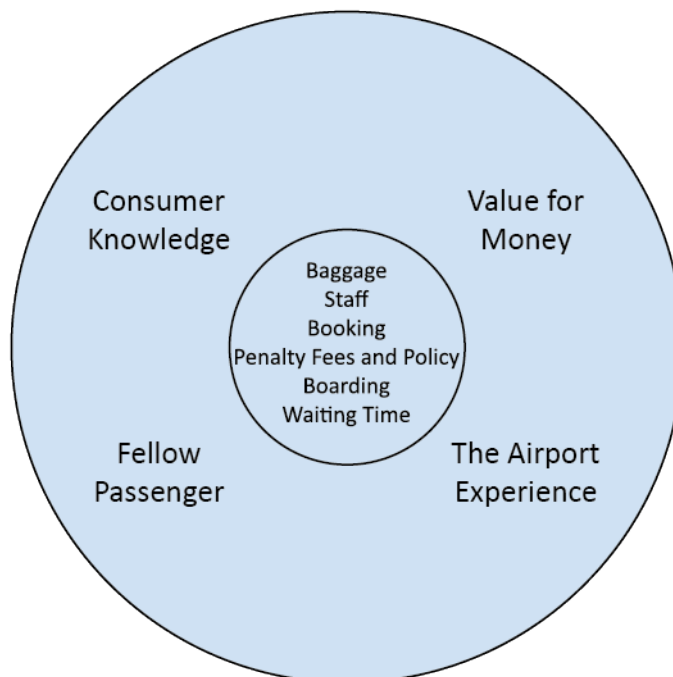 Consumer
Knowledge
Value for
Money
Baggage
Staff
Booking
Penalty Fees and Policy
Boarding
Waiting Time
Fellow
Passenger
The Airport
Experience